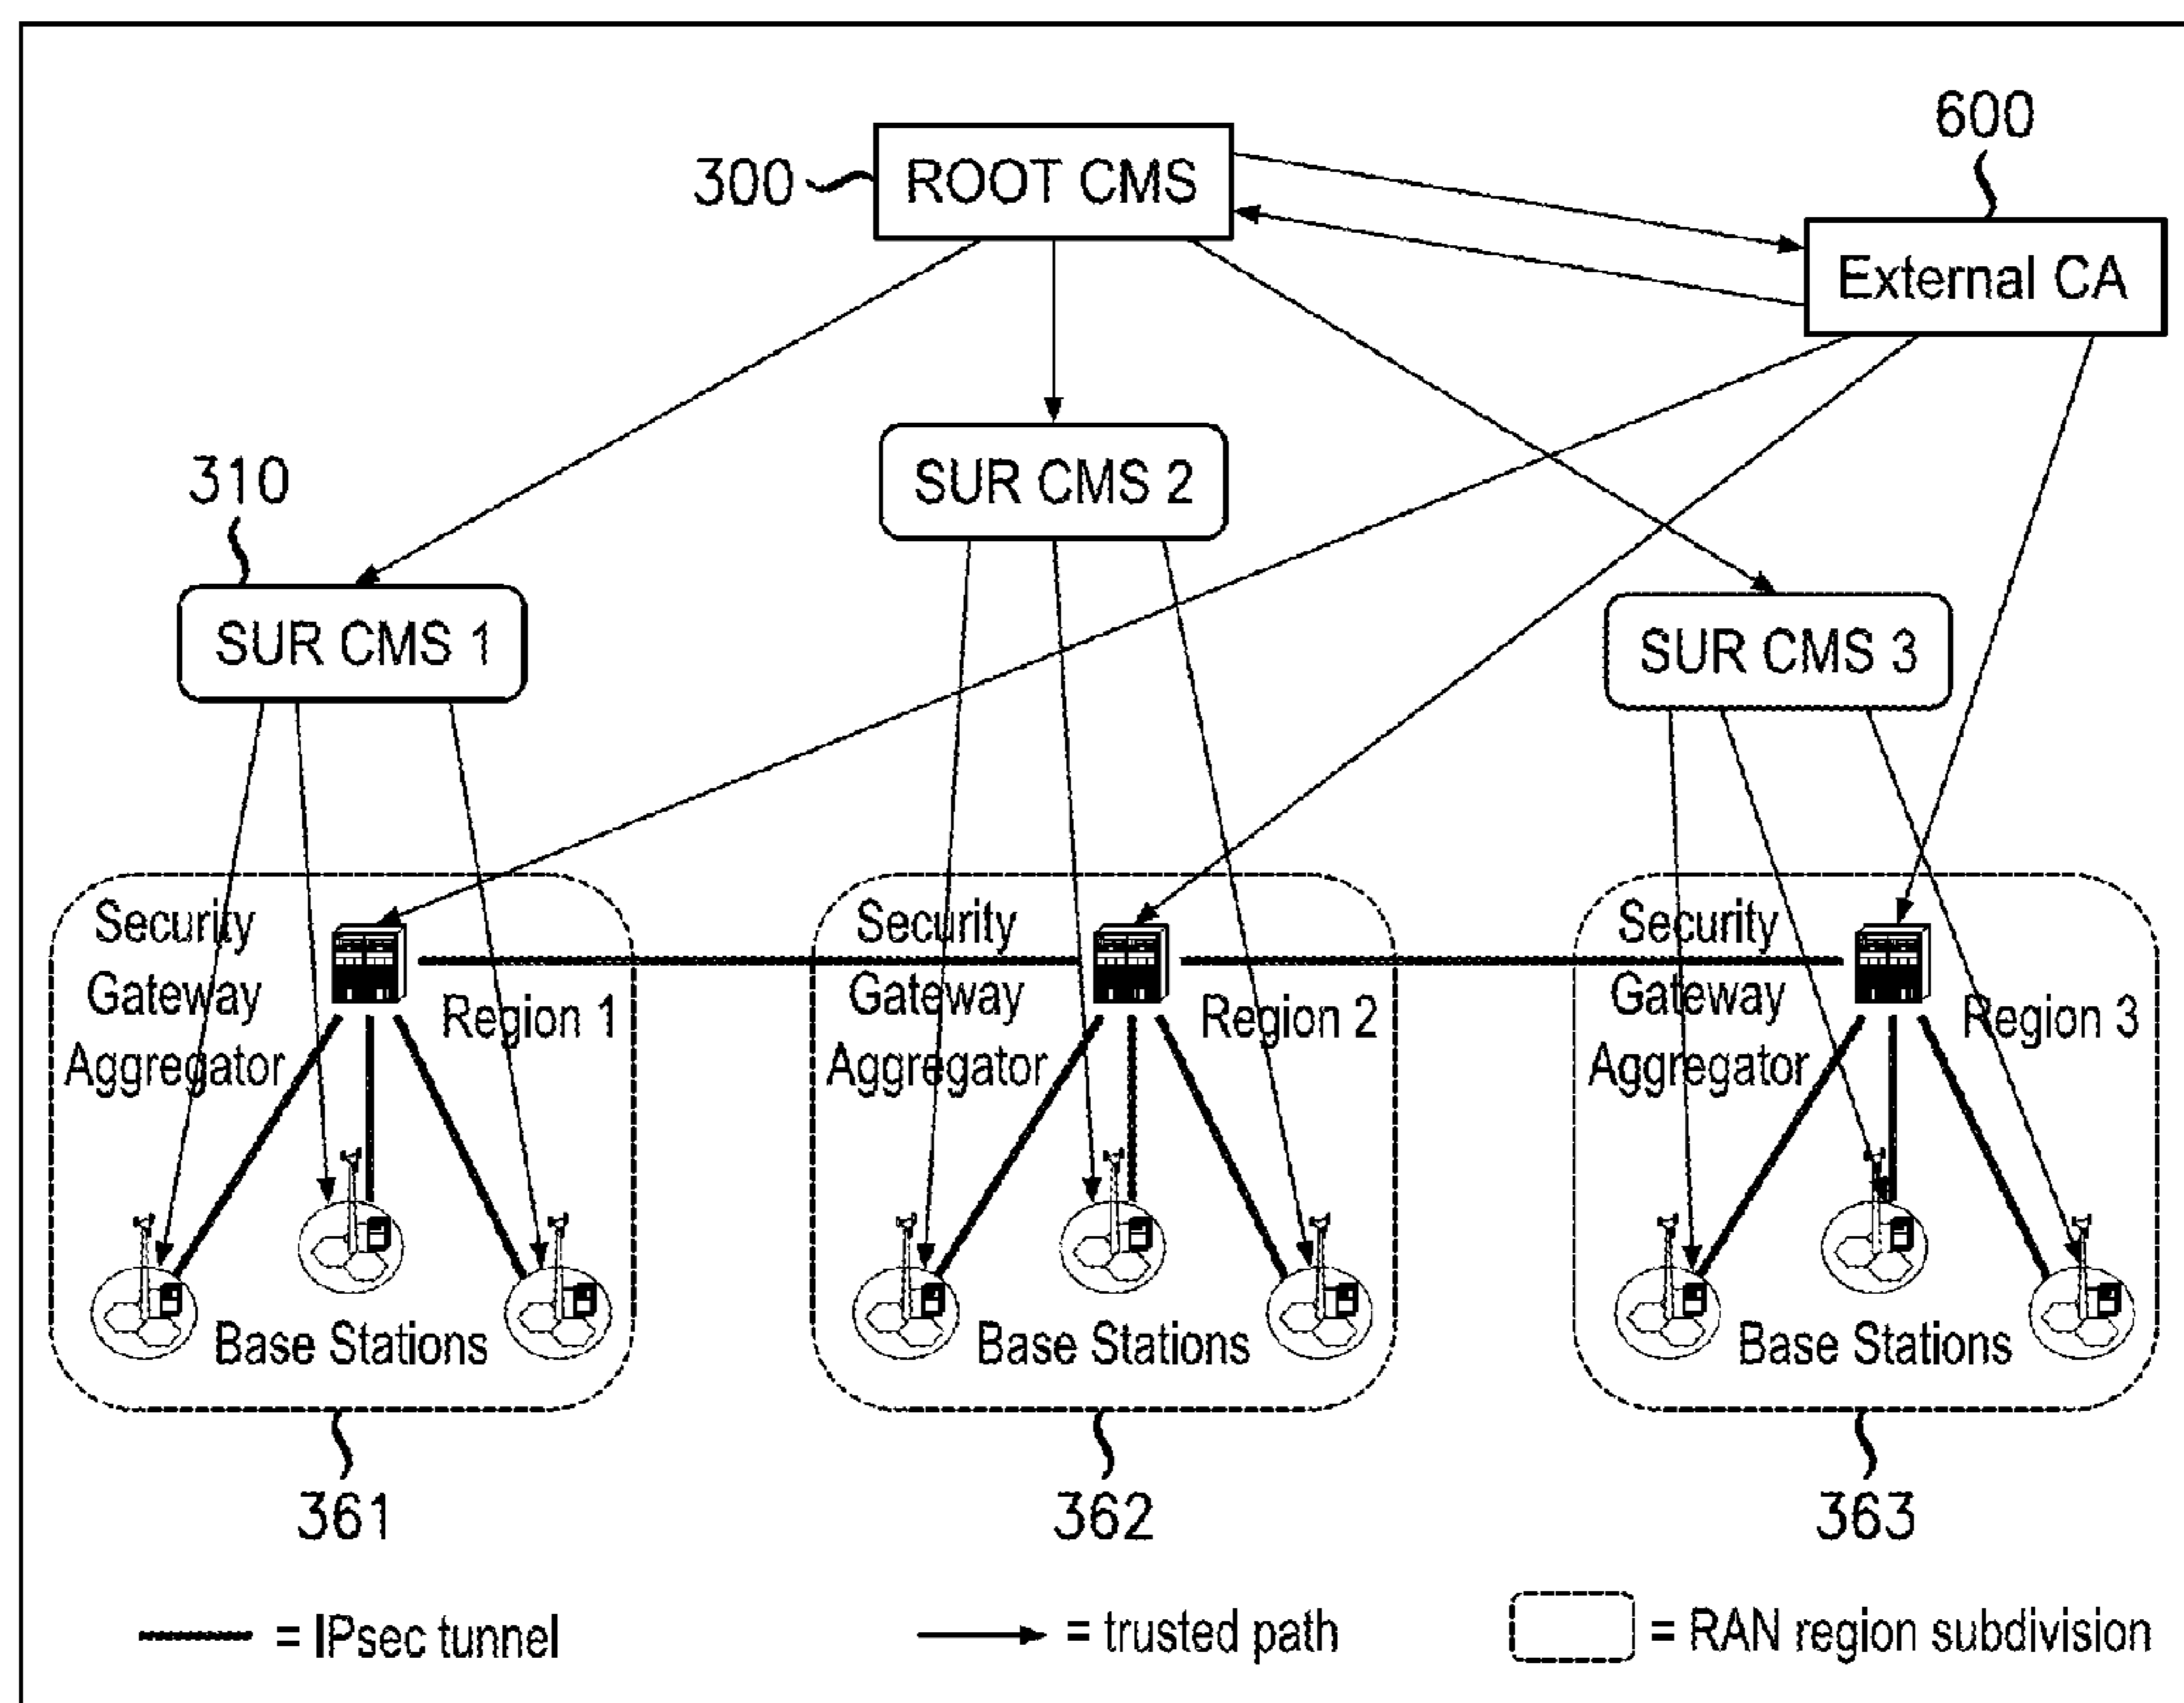 600
300
ROOT CMS
External CA
SUR CMS 2
310
SUR CMS 1
SUR CMS 3
Security
Gateway
Aggregator
Region 1
Base Stations
Security
Gateway
Aggregator
Region 2
Base Stations
Security
Gateway
Aggregator
Region 3
Base Stations
361
362
363
= IPsec tunnel
= trusted path
= RAN region subdivision